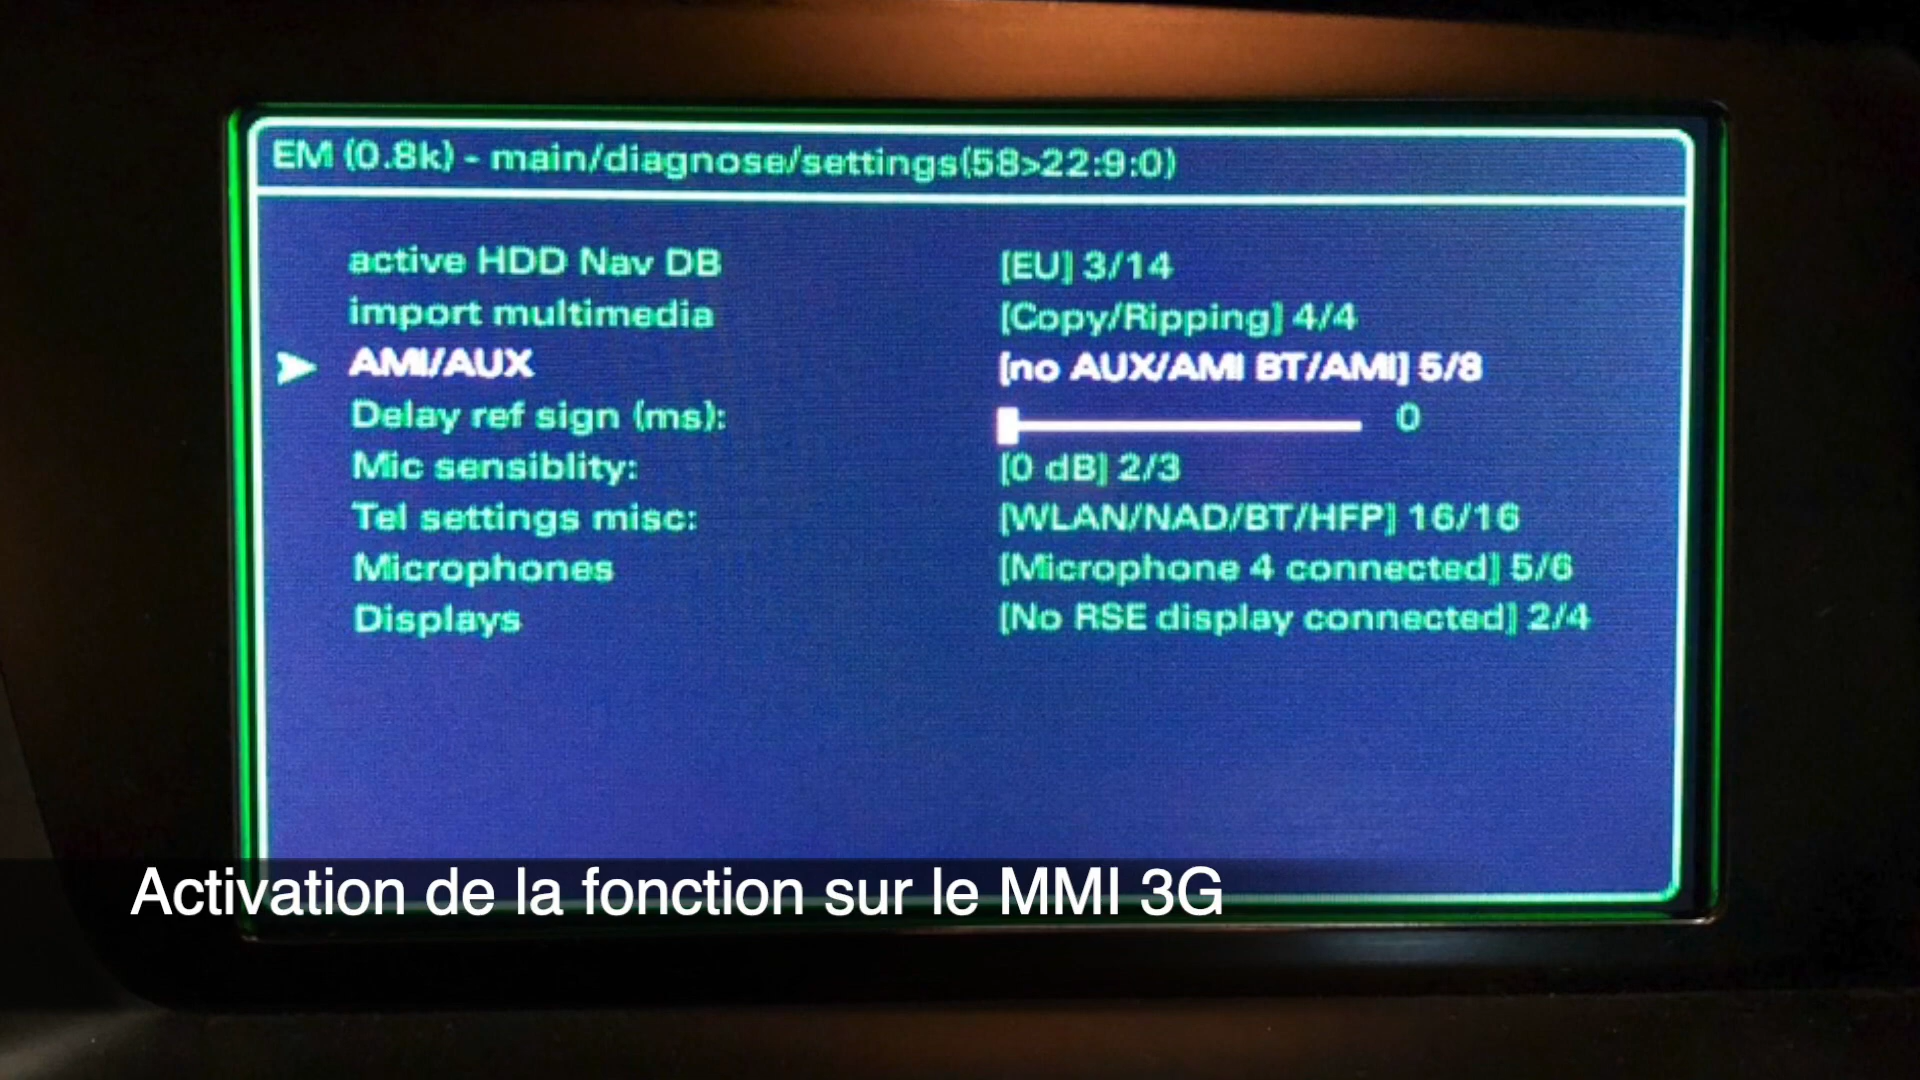 EM (0.8k) - main/diagnose/settings(58>22:9:0)
active HDD Nav DB [EU] 3/14
import multimedia [Copy/Ripping] 4/4
AMI/AUX [no AUX/AMI BT/AMI] 5/8
Delay ref sign (ms): 0
Mic sensiblity: [0 dB] 2/3
Tel settings misc: [WLAN/NAD/BT/HFP] 16/16
Microphones [Microphone 4 connected] 5/6
Displays [No RSE display connected] 2/4
Activation de la fonction sur le MMI 3G